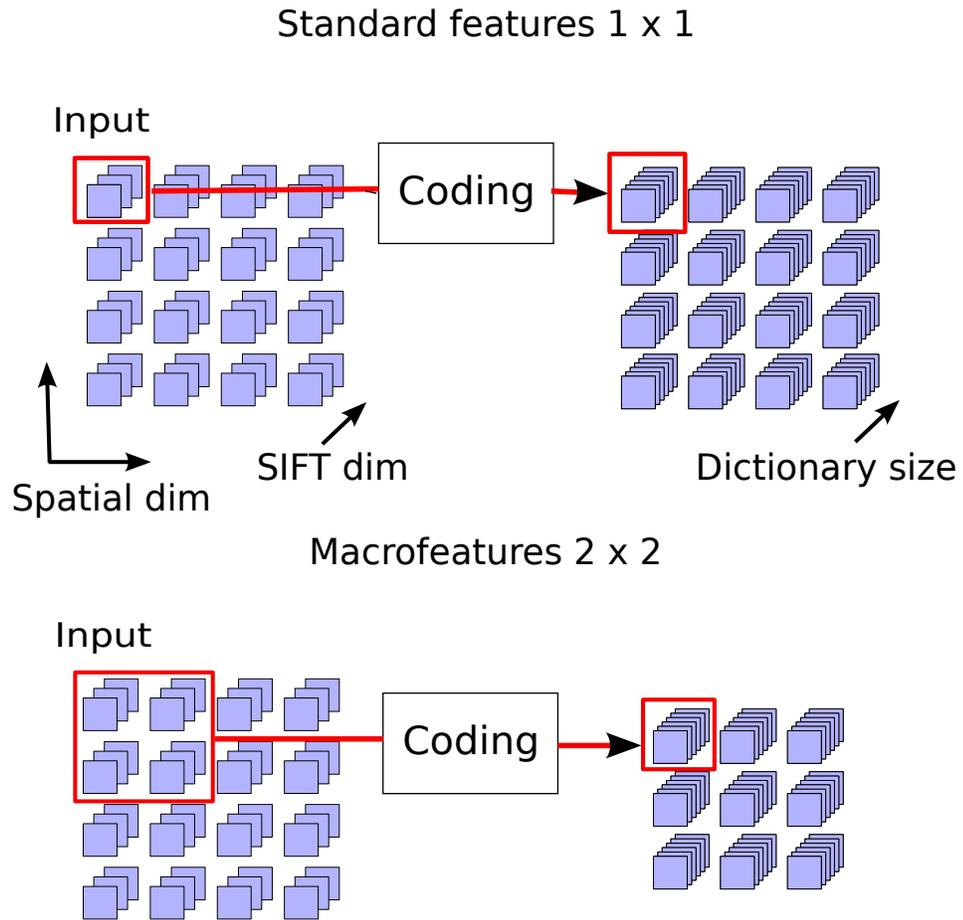 Standard features 1 x 1
Input
Coding
SIFT dim
Dictionary size
Spatial dim
Macrofeatures 2 x 2
Input
Coding